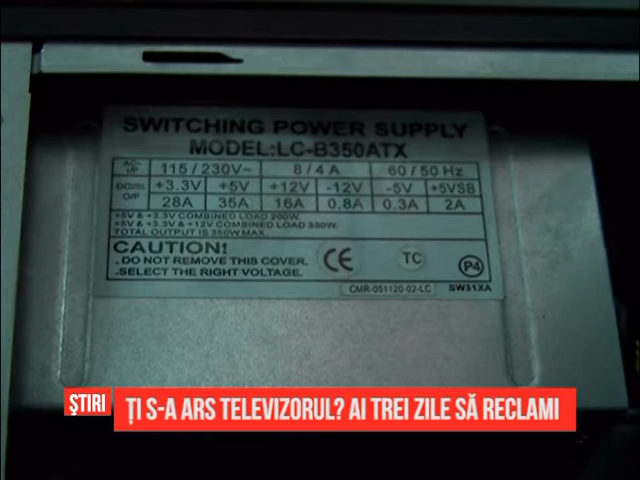 SWITCHING POWER SUPPLY
MODEL:LC-B350ATX
AC~ I/P 115 / 230V~ 8 / 4 A 60 / 50 Hz
DC O/P +3.3V +5V +12V -12V -5V +5VSB
28A 35A 16A 0.8A 0.3A 2A
+5V & +3.3V COMBINED LOAD 200W.
+5V & +3.3V & +12V COMBINED LOAD 330W.
TOTAL OUTPUT IS 350W MAX.
CAUTION!
. DO NOT REMOVE THIS COVER.
. SELECT THE RIGHT VOLTAGE.
CE TC P4
CMR-051120-02-LC SW31XA
ŞTIRI ȚI S-A ARS TELEVIZORUL? AI TREI ZILE SĂ RECLAMI